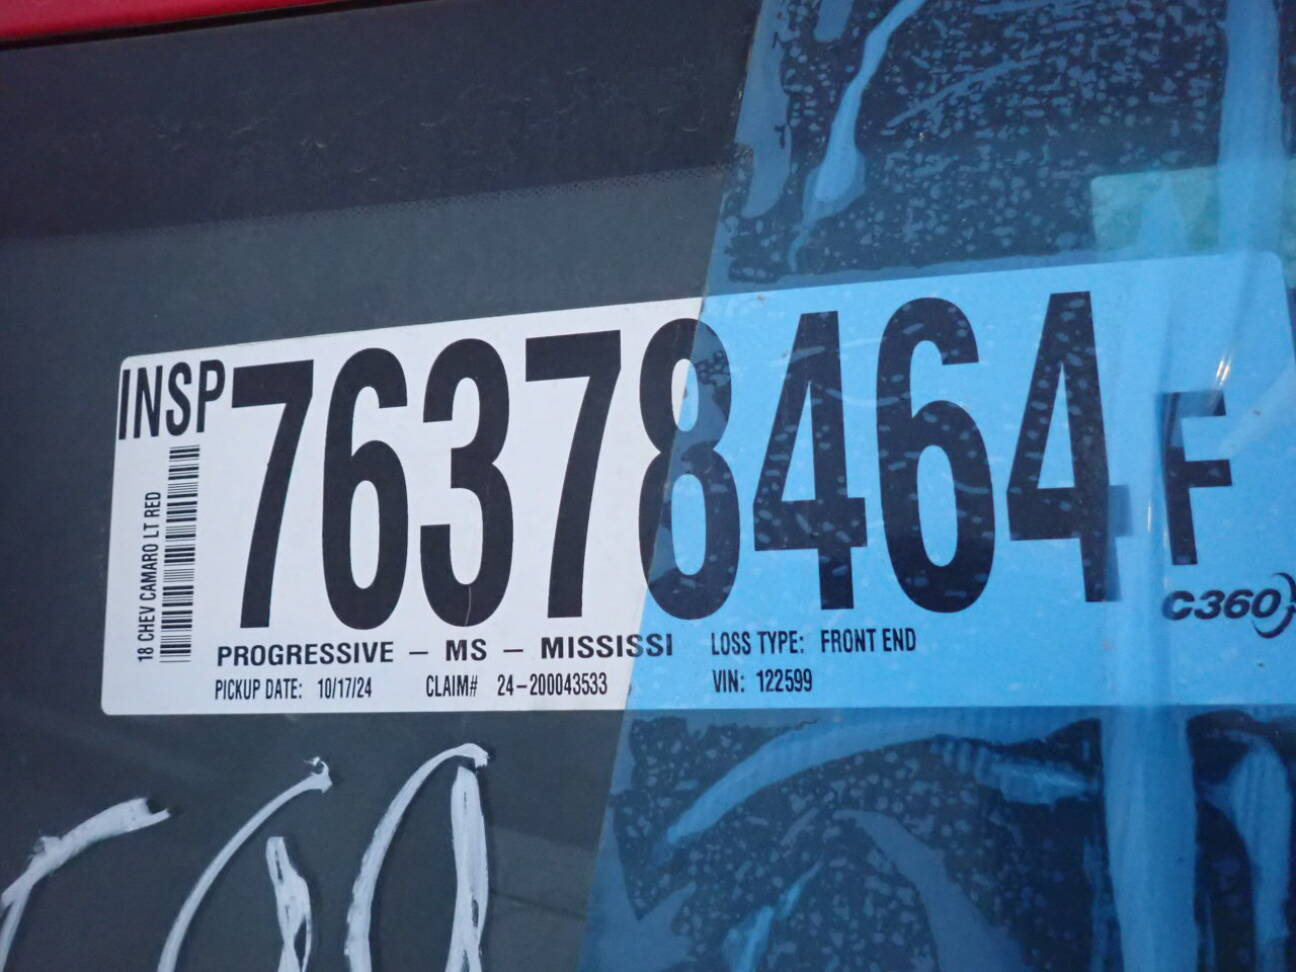 INSP 76378464 F
18 CHEV CAMARO LT RED
C360
PROGRESSIVE – MS – MISSISSI LOSS TYPE: FRONT END
PICKUP DATE: 10/17/24 CLAIM# 24-200043533 VIN: 122599